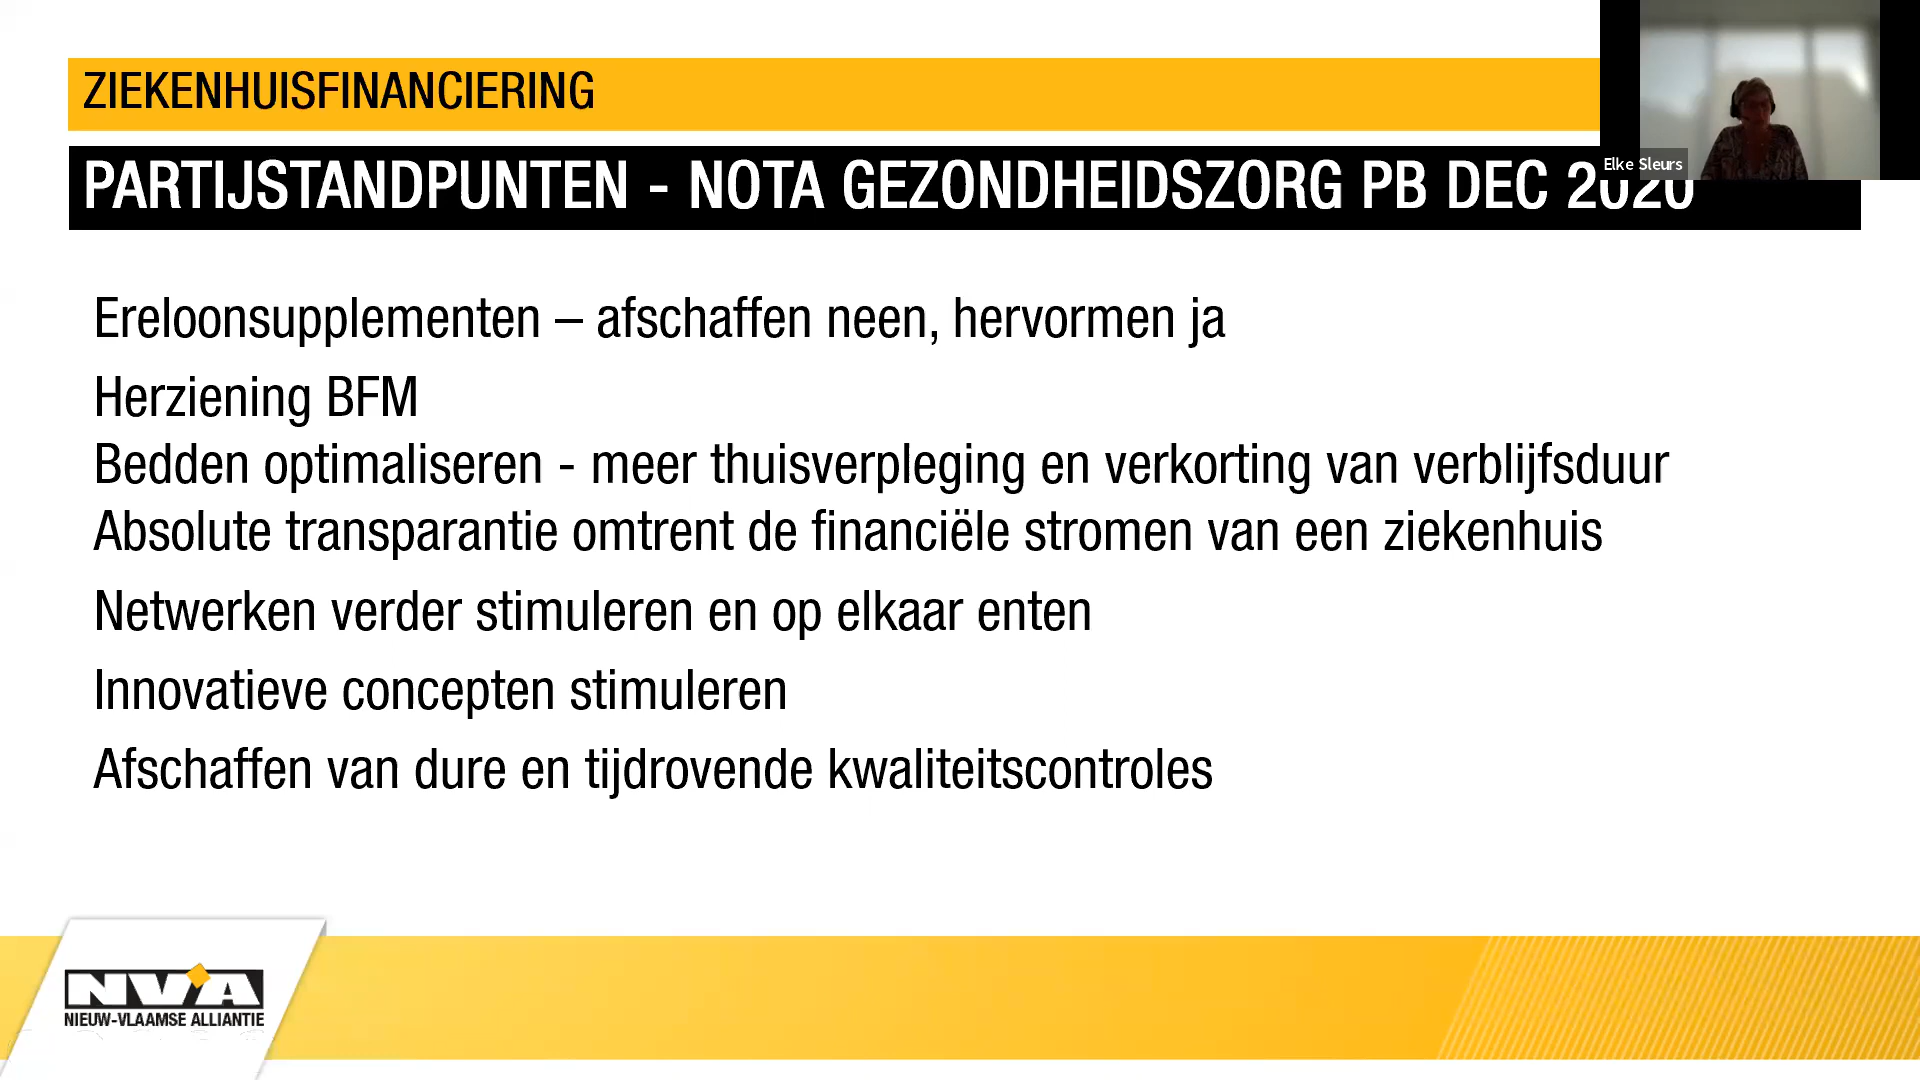 ZIEKENHUISFINANCIERING
Elke Sleurs
PARTIJSTANDPUNTEN - NOTA GEZONDHEIDSZORG PB DEC 2020
Ereloonsupplementen – afschaffen neen, hervormen ja
Herziening BFM
Bedden optimaliseren - meer thuisverpleging en verkorting van verblijfsduur
Absolute transparantie omtrent de financiële stromen van een ziekenhuis
Netwerken verder stimuleren en op elkaar enten
Innovatieve concepten stimuleren
Afschaffen van dure en tijdrovende kwaliteitscontroles
N-VA
NIEUW-VLAAMSE ALLIANTIE